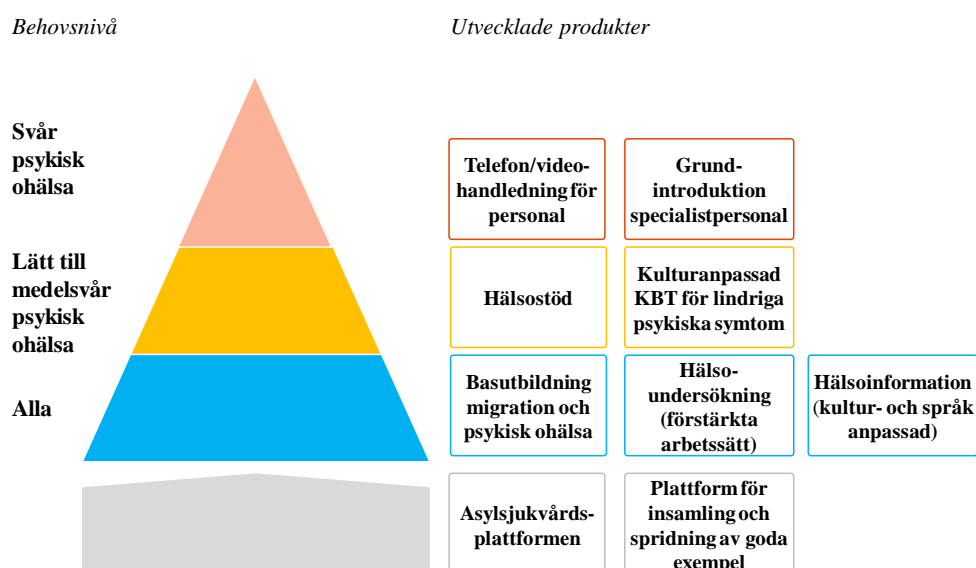 Behovsnivå
Utvecklade produkter
Svår
psykisk
ohälsa
Telefon/video-
handledning för
personal
Grund-
introduktion
specialistpersonal
Lätt till
medelsvår
psykisk
ohälsa
Hälsostöd
Kulturanpassad
KBT för lindriga
psykiska symtom
Alla
Basutbildning
migration och
psykisk ohälsa
Hälso-
undersökning
(förstärkta
arbetssätt)
Hälsoinformation
(kultur- och språk
anpassad)
Asylsjukvårds-
plattformen
Plattform för
insamling och
spridning av goda
exempel